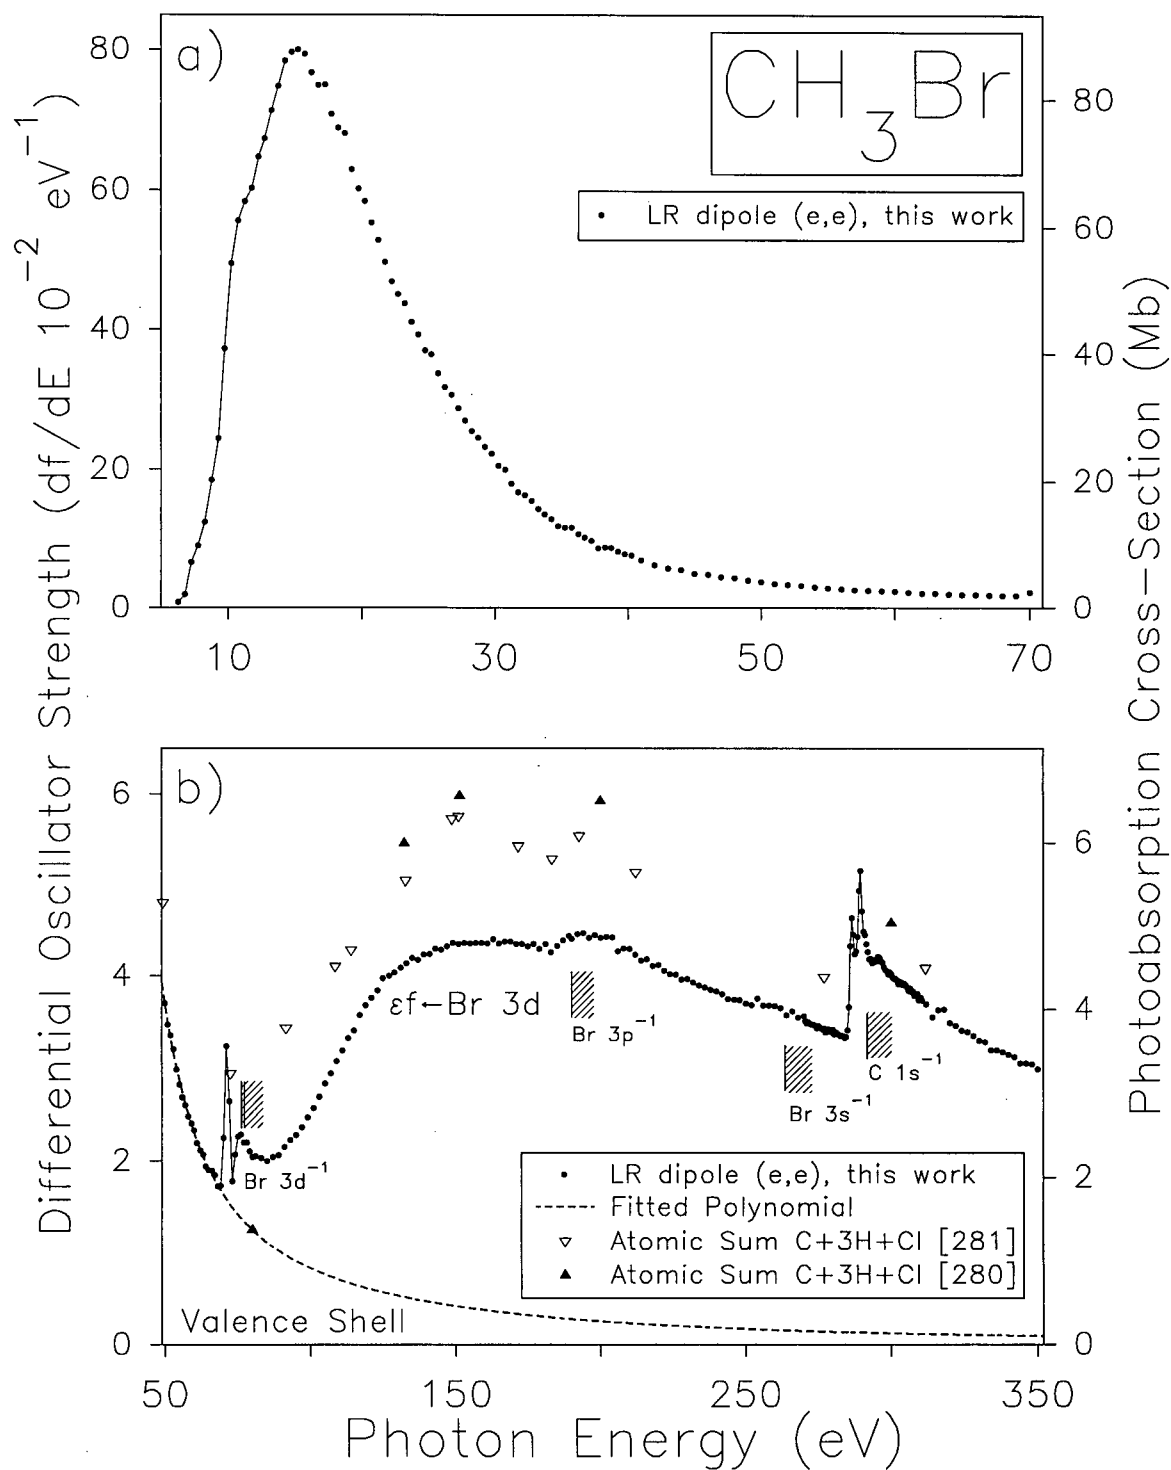 a)
CH3Br
• LR dipole (e,e), this work
80
60
40
20
0
80
60
40
20
0
10 30 50 70
Differential Oscillator Strength (df/dE 10⁻² eV⁻¹)
Photoabsorption Cross-Section (Mb)
b)
6
4
2
0
6
4
2
0
εf←Br 3d
Br 3p⁻¹
C 1s⁻¹
Br 3s⁻¹
Br 3d⁻¹
• LR dipole (e,e), this work
----- Fitted Polynomial
▽ Atomic Sum C+3H+Cl [281]
▲ Atomic Sum C+3H+Cl [280]
Valence Shell
50 150 250 350
Photon Energy (eV)